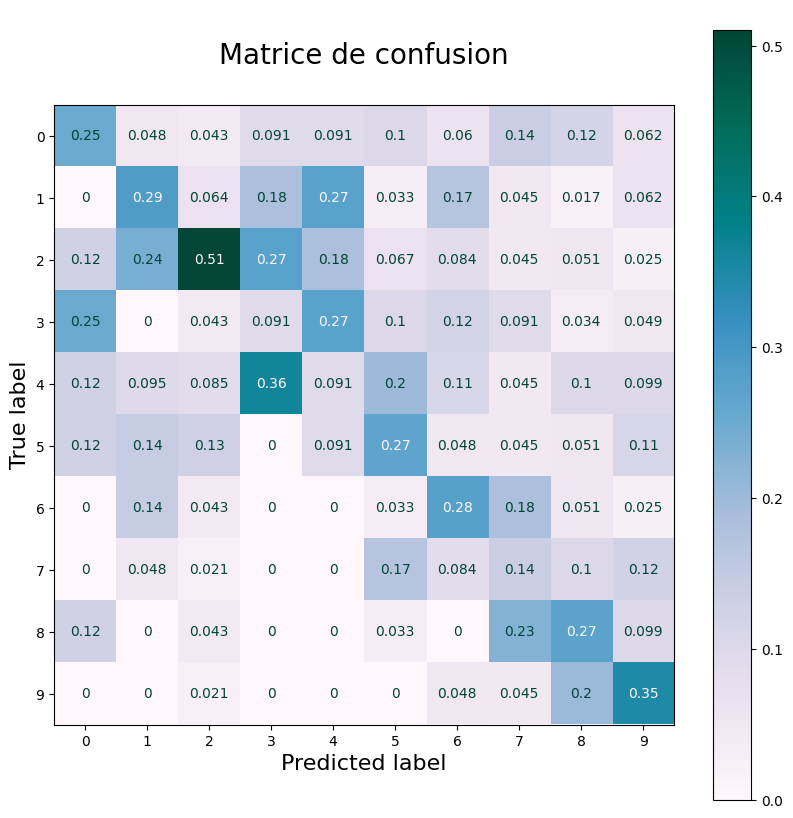 Matrice de confusion
0 0.25 0.048 0.043 0.091 0.091 0.1 0.06 0.14 0.12 0.062
1 0 0.29 0.064 0.18 0.27 0.033 0.17 0.045 0.017 0.062
2 0.12 0.24 0.51 0.27 0.18 0.067 0.084 0.045 0.051 0.025
3 0.25 0 0.043 0.091 0.27 0.1 0.12 0.091 0.034 0.049
4 0.12 0.095 0.085 0.36 0.091 0.2 0.11 0.045 0.1 0.099
5 0.12 0.14 0.13 0 0.091 0.27 0.048 0.045 0.051 0.11
6 0 0.14 0.043 0 0 0.033 0.28 0.18 0.051 0.025
7 0 0.048 0.021 0 0 0.17 0.084 0.14 0.1 0.12
8 0.12 0 0.043 0 0 0.033 0 0.23 0.27 0.099
9 0 0 0.021 0 0 0 0.048 0.045 0.2 0.35
0 1 2 3 4 5 6 7 8 9
Predicted label
True label
0.5
0.4
0.3
0.2
0.1
0.0